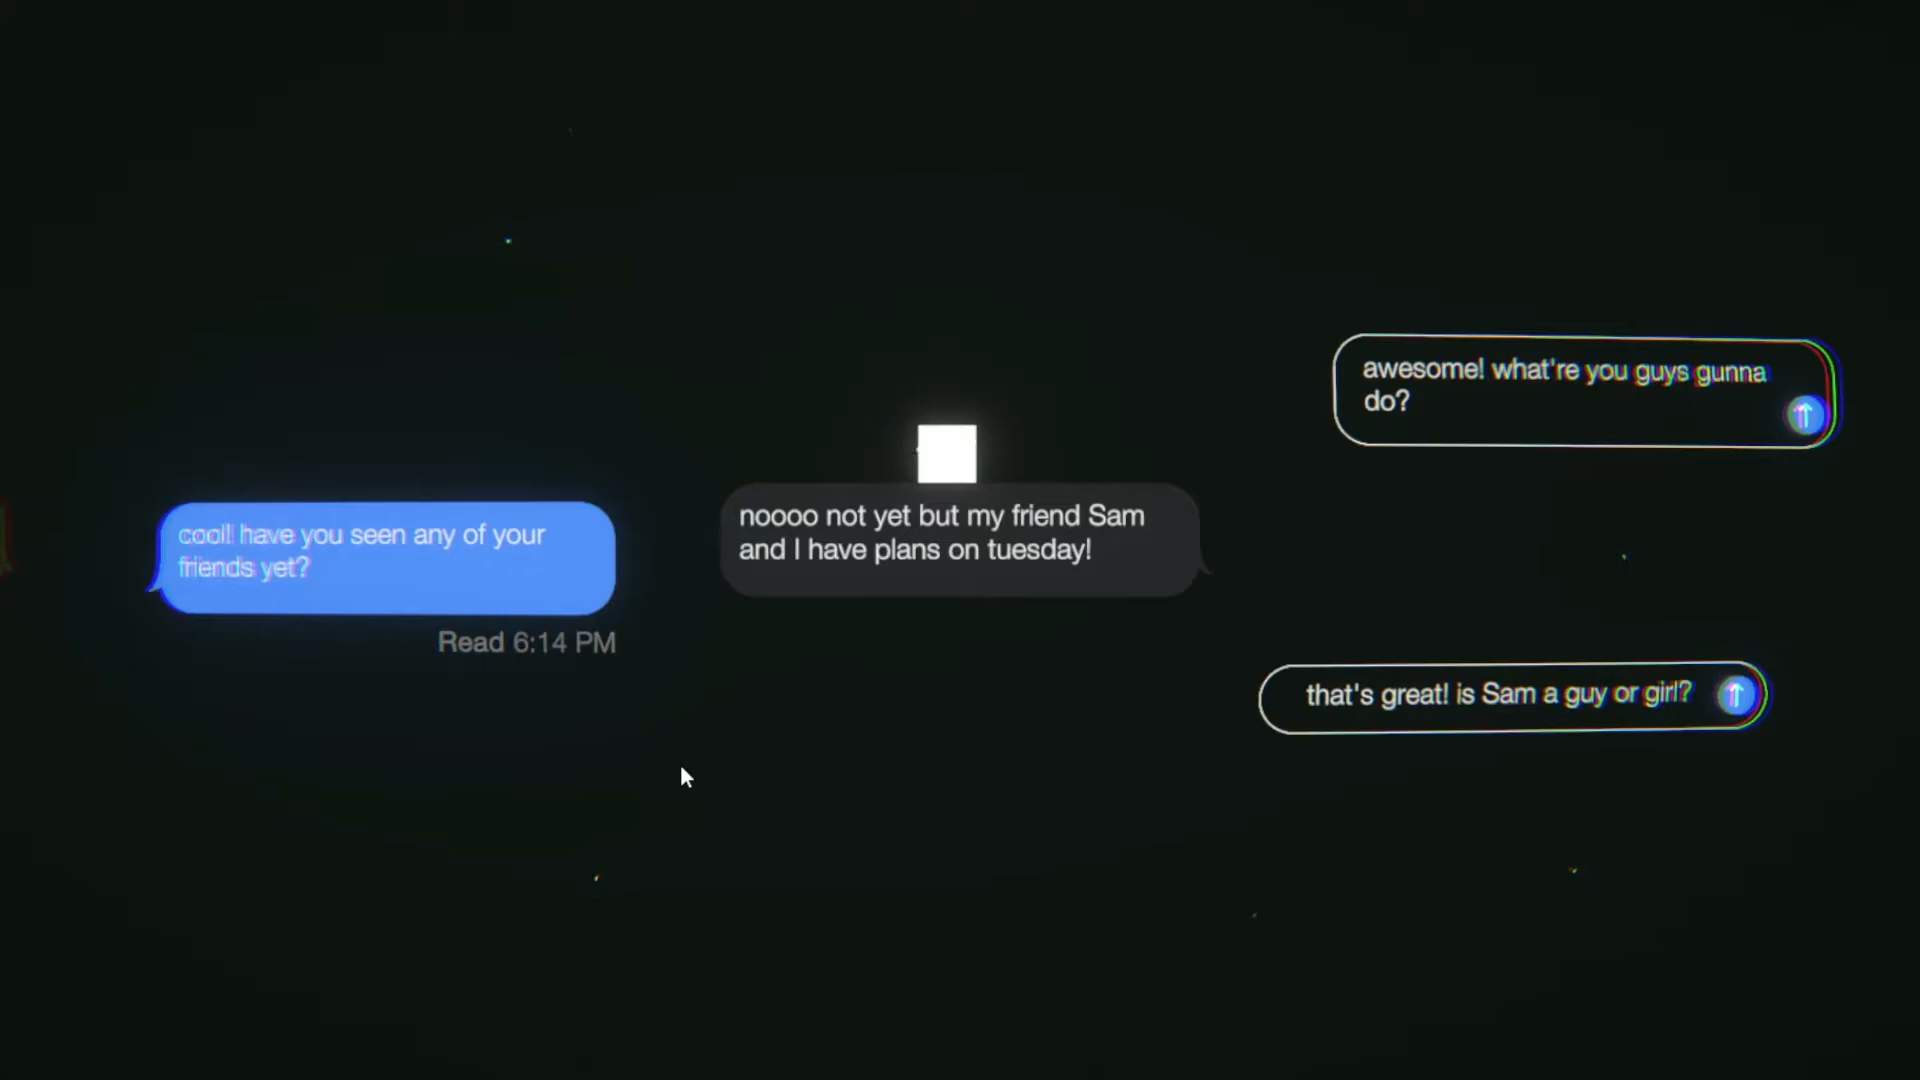 cool! have you seen any of your
friends yet?
Read 6:14 PM
noooo not yet but my friend Sam
and I have plans on tuesday!
awesome! what're you guys gunna
do?
that's great! is Sam a guy or girl?